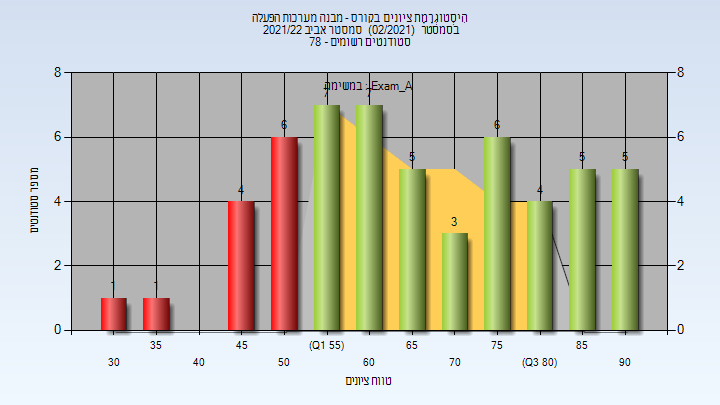 היסטוגרמת ציונים בקורס - מבנה מערכות הפעלה
בסמסטר (02/2021) סמסטר אביב 2021/22
סטודנטים רשומים - 78
במשימת : Exam_A
8 8
7 7
6 6
6 6
5 5 5
4 4
4 4
3
2 2
1 1
0 0
35 45 (Q1 55) 65 75 85
30 40 50 60 70 (Q3 80) 90
מספר סטודנטים
טווח ציונים